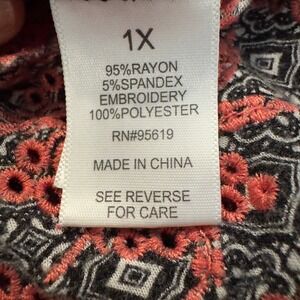 1X
95%RAYON
5%SPANDEX
EMBROIDERY
100%POLYESTER
RN#95619
MADE IN CHINA
SEE REVERSE
FOR CARE